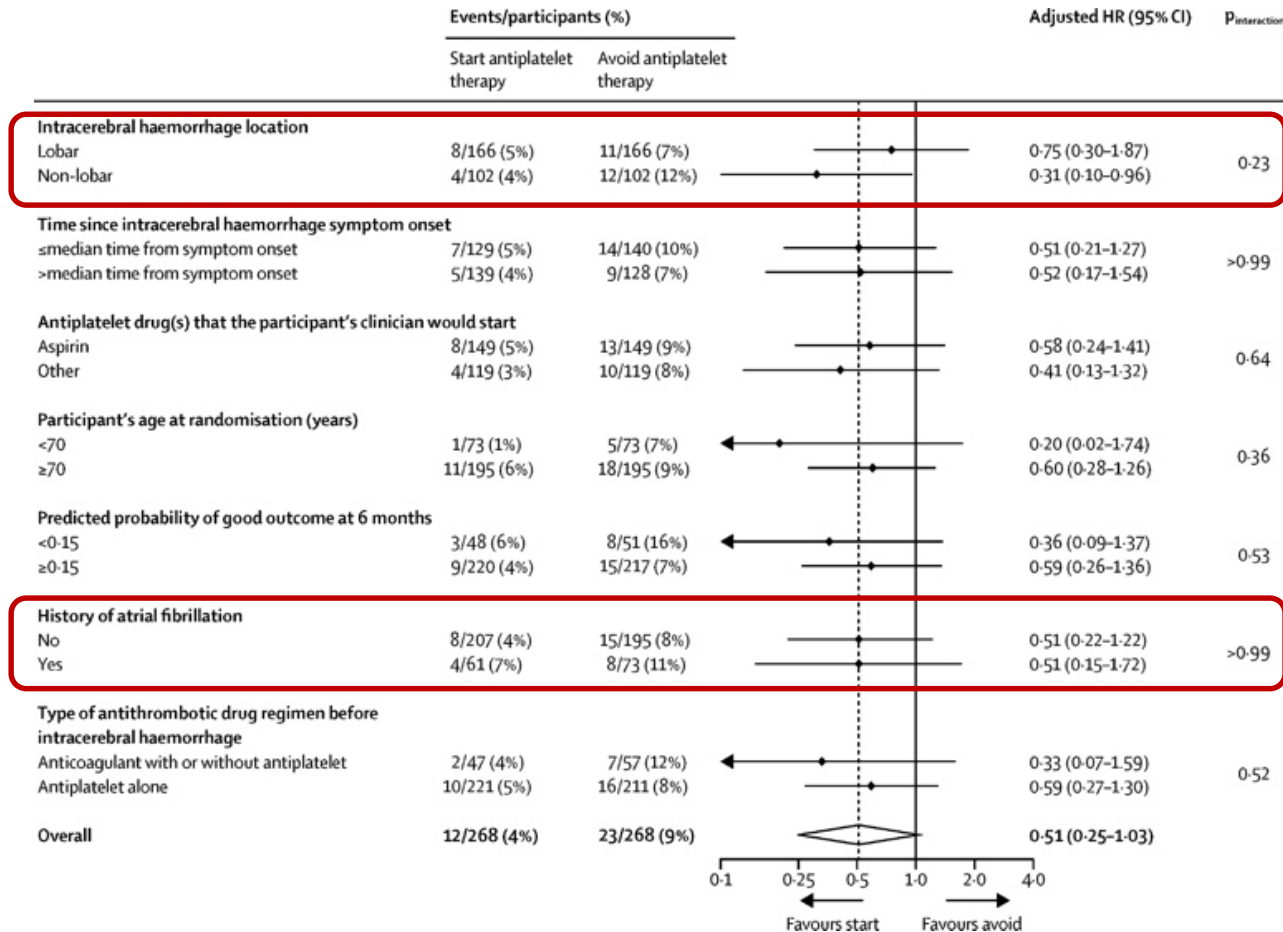 Events/participants (%) Adjusted HR (95% CI) Pinteraction
Start antiplatelet therapy Avoid antiplatelet therapy
Intracerebral haemorrhage location
Lobar 8/166 (5%) 11/166 (7%) 0·75 (0·30–1·87)
0·23
Non-lobar 4/102 (4%) 12/102 (12%) 0·31 (0·10–0·96)
Time since intracerebral haemorrhage symptom onset
≤median time from symptom onset 7/129 (5%) 14/140 (10%) 0·51 (0·21–1·27)
>0·99
>median time from symptom onset 5/139 (4%) 9/128 (7%) 0·52 (0·17–1·54)
Antiplatelet drug(s) that the participant's clinician would start
Aspirin 8/149 (5%) 13/149 (9%) 0·58 (0·24–1·41)
0·64
Other 4/119 (3%) 10/119 (8%) 0·41 (0·13–1·32)
Participant's age at randomisation (years)
<70 1/73 (1%) 5/73 (7%) 0·20 (0·02–1·74)
0·36
≥70 11/195 (6%) 18/195 (9%) 0·60 (0·28–1·26)
Predicted probability of good outcome at 6 months
<0·15 3/48 (6%) 8/51 (16%) 0·36 (0·09–1·37)
0·53
≥0·15 9/220 (4%) 15/217 (7%) 0·59 (0·26–1·36)
History of atrial fibrillation
No 8/207 (4%) 15/195 (8%) 0·51 (0·22–1·22)
>0·99
Yes 4/61 (7%) 8/73 (11%) 0·51 (0·15–1·72)
Type of antithrombotic drug regimen before
intracerebral haemorrhage
Anticoagulant with or without antiplatelet 2/47 (4%) 7/57 (12%) 0·33 (0·07–1·59)
0·52
Antiplatelet alone 10/221 (5%) 16/211 (8%) 0·59 (0·27–1·30)
Overall 12/268 (4%) 23/268 (9%) 0·51 (0·25–1·03)
0·1 0·25 0·5 1·0 2·0 4·0
Favours start Favours avoid